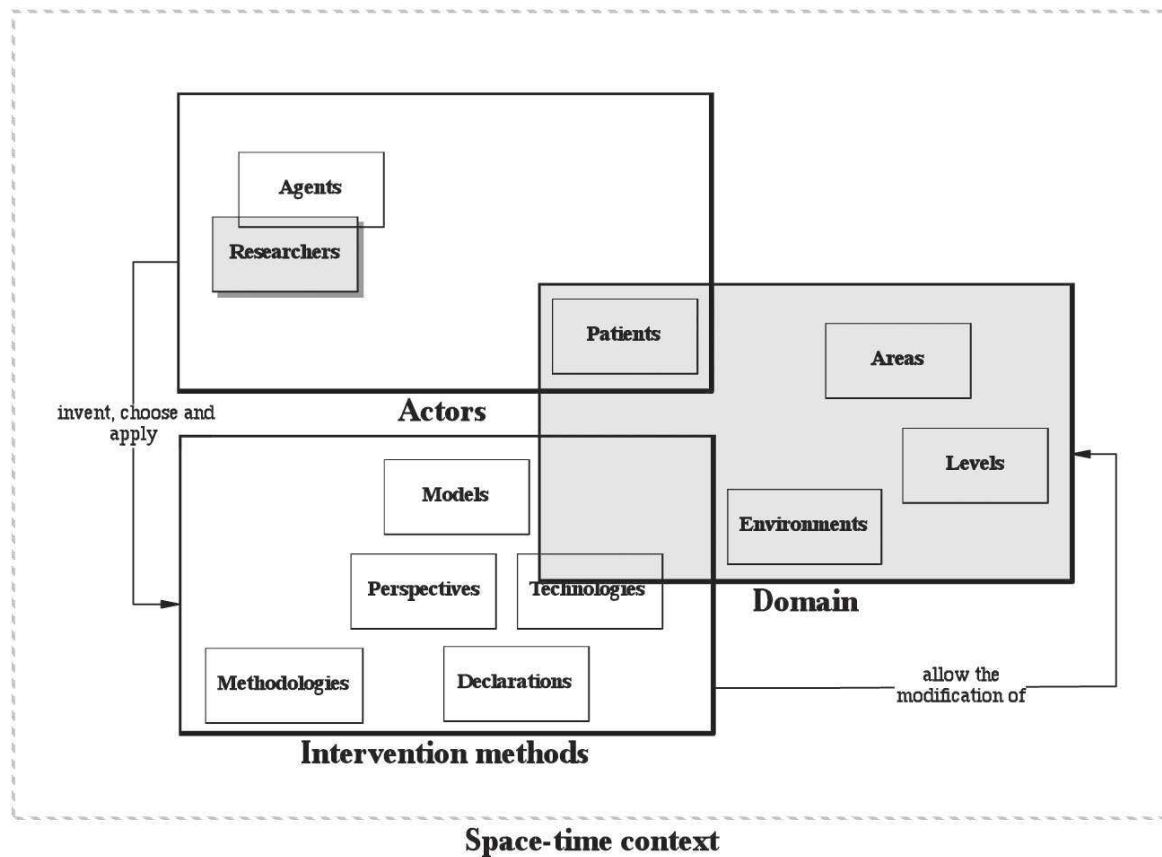 Agents
Researchers
Patients
Areas
Actors
invent, choose and
apply
Models
Levels
Environments
Perspectives
Technologies
Domain
Methodologies
Declarations
allow the
modification of
Intervention methods
Space-time context